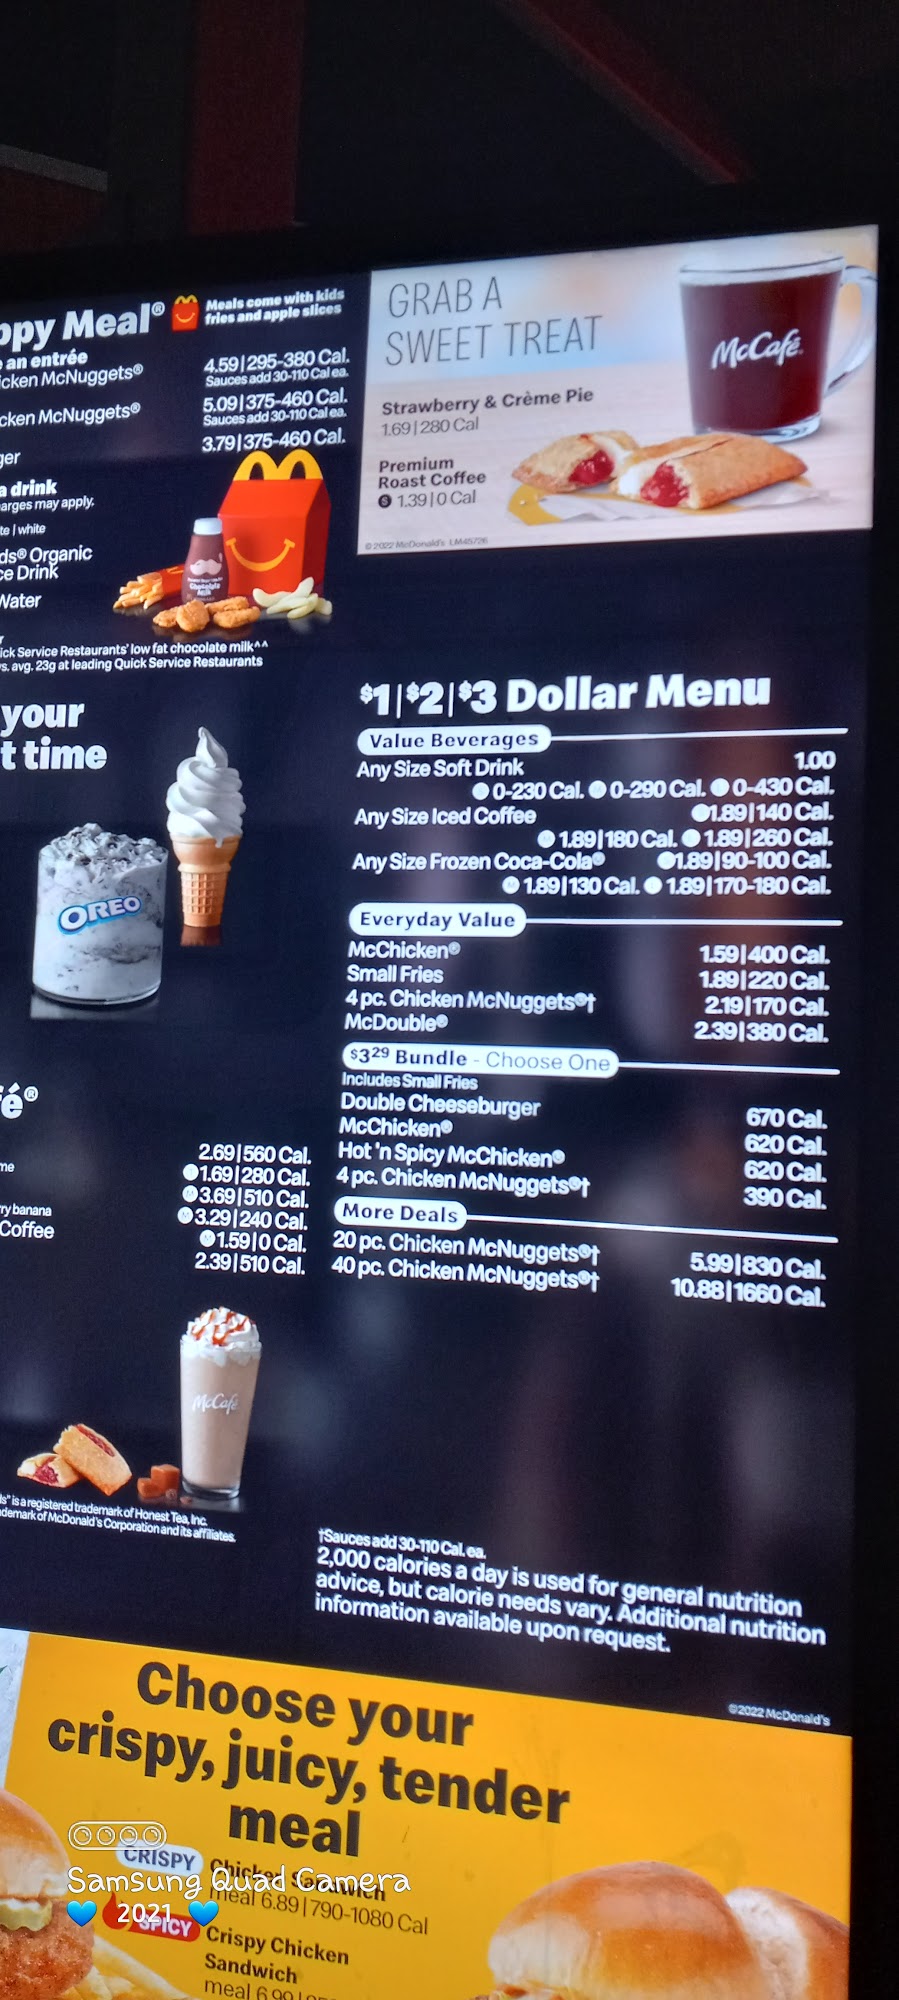 ppy Meal®
Meals come with kids
fries and apple slices
e an entrée
icken McNuggets®
4.59|295-380 Cal.
Sauces add 30-110 Cal ea.
cken McNuggets®
5.09|375-460 Cal.
Sauces add 30-110 Cal ea.
ger
3.79|375-460 Cal.
a drink
arges may apply.
te | white
ds® Organic
ce Drink
Water
r
ick Service Restaurants' low fat chocolate milk^^
s. avg. 23g at leading Quick Service Restaurants
Chocolate
Milk
GRAB A
SWEET TREAT
McCafé®
Strawberry & Crème Pie
1.69|280 Cal
Premium
Roast Coffee
S 1.39|0 Cal
©2022 McDonald's LM45726
your
t time
OREO
$1|$2|$3 Dollar Menu
Value Beverages
Any Size Soft Drink 1.00
0-230 Cal. 0-290 Cal. 0-430 Cal.
Any Size Iced Coffee 1.89|140 Cal.
1.89|180 Cal. 1.89|260 Cal.
Any Size Frozen Coca-Cola® 1.89|90-100 Cal.
1.89|130 Cal. 1.89|170-180 Cal.
Everyday Value
McChicken® 1.59|400 Cal.
Small Fries 1.89|220 Cal.
4 pc. Chicken McNuggets®† 2.19|170 Cal.
McDouble® 2.39|380 Cal.
$3²⁹ Bundle - Choose One
Includes Small Fries
Double Cheeseburger 670 Cal.
McChicken® 620 Cal.
Hot 'n Spicy McChicken® 620 Cal.
4 pc. Chicken McNuggets®† 390 Cal.
More Deals
20 pc. Chicken McNuggets®† 5.99|830 Cal.
40 pc. Chicken McNuggets®† 10.88|1660 Cal.
fé®
2.69|560 Cal.
me
1.69|280 Cal.
3.69|510 Cal.
ry banana
3.29|240 Cal.
Coffee
1.59|0 Cal.
2.39|510 Cal.
McCafé
ds" is a registered trademark of Honest Tea, Inc.
demark of McDonald's Corporation and its affiliates.
†Sauces add 30-110 Cal. ea.
2,000 calories a day is used for general nutrition
advice, but calorie needs vary. Additional nutrition
information available upon request.
©2022 McDonald's
Choose your
crispy, juicy, tender
meal
CRISPY
Chicken Sandwich
meal 6.89|790-1080 Cal
SPICY
Crispy Chicken
Sandwich
meal 6.99
Samsung Quad Camera
2021